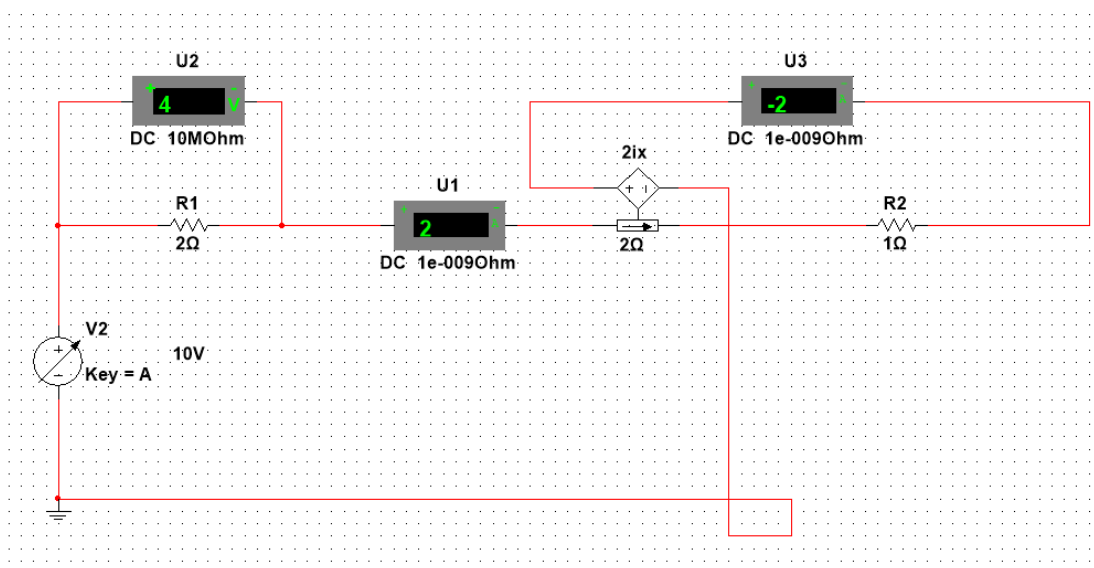 U2
+ 4 - V
DC 10MOhm
U3
+ -2 - A
DC 1e-009Ohm
2ix
+ -
U1
+ 2 - A
DC 1e-009Ohm
R1
2Ω
2Ω
R2
1Ω
V2
+
-
10V
Key = A